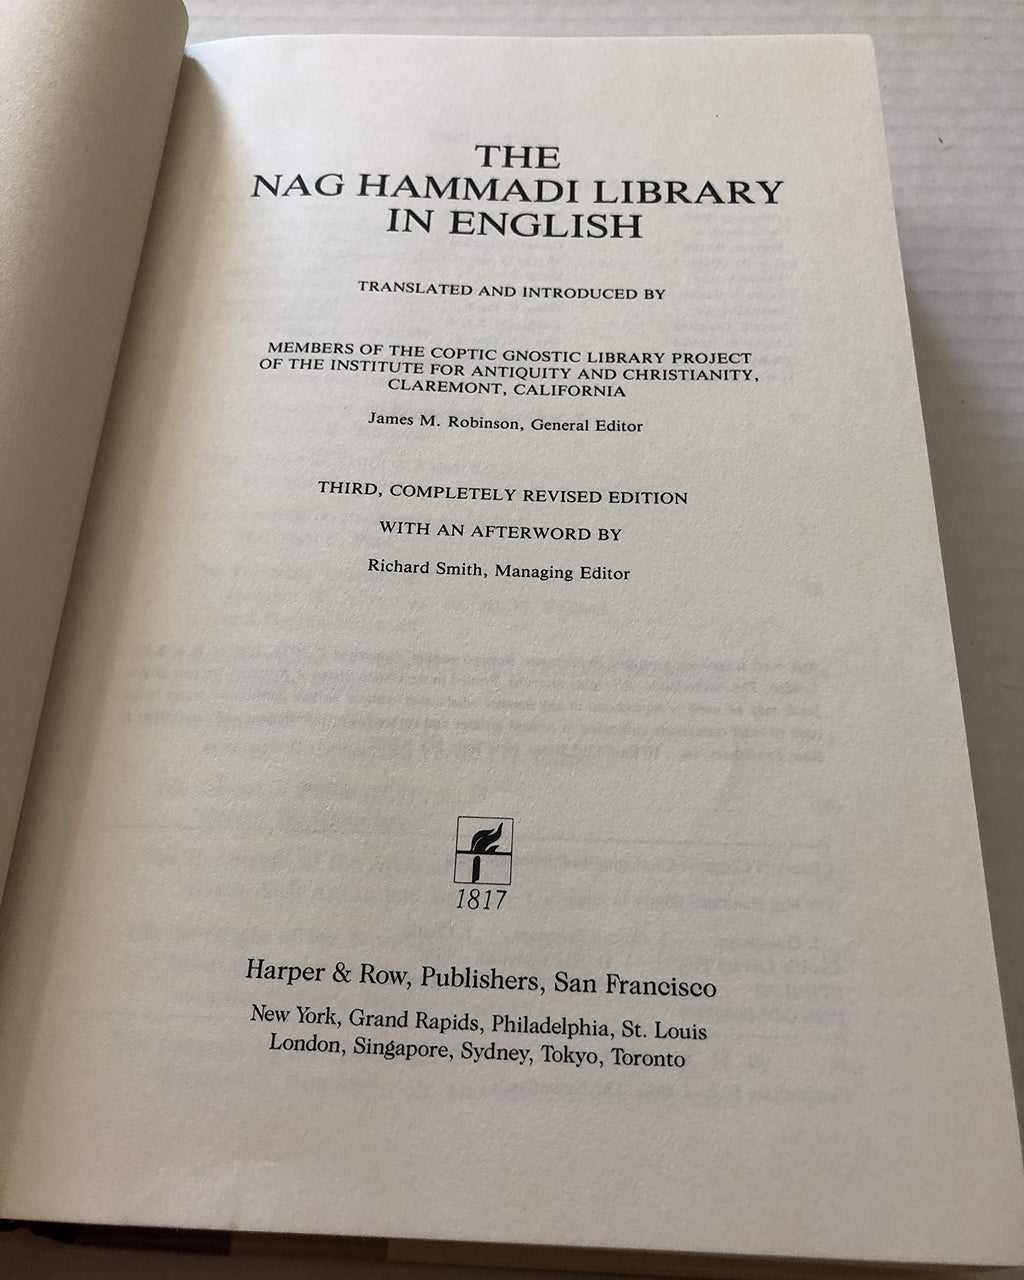 THE
NAG HAMMADI LIBRARY
IN ENGLISH
TRANSLATED AND INTRODUCED BY
MEMBERS OF THE COPTIC GNOSTIC LIBRARY PROJECT
OF THE INSTITUTE FOR ANTIQUITY AND CHRISTIANITY,
CLAREMONT, CALIFORNIA
James M. Robinson, General Editor
THIRD, COMPLETELY REVISED EDITION
WITH AN AFTERWORD BY
Richard Smith, Managing Editor
1817
Harper & Row, Publishers, San Francisco
New York, Grand Rapids, Philadelphia, St. Louis
London, Singapore, Sydney, Tokyo, Toronto